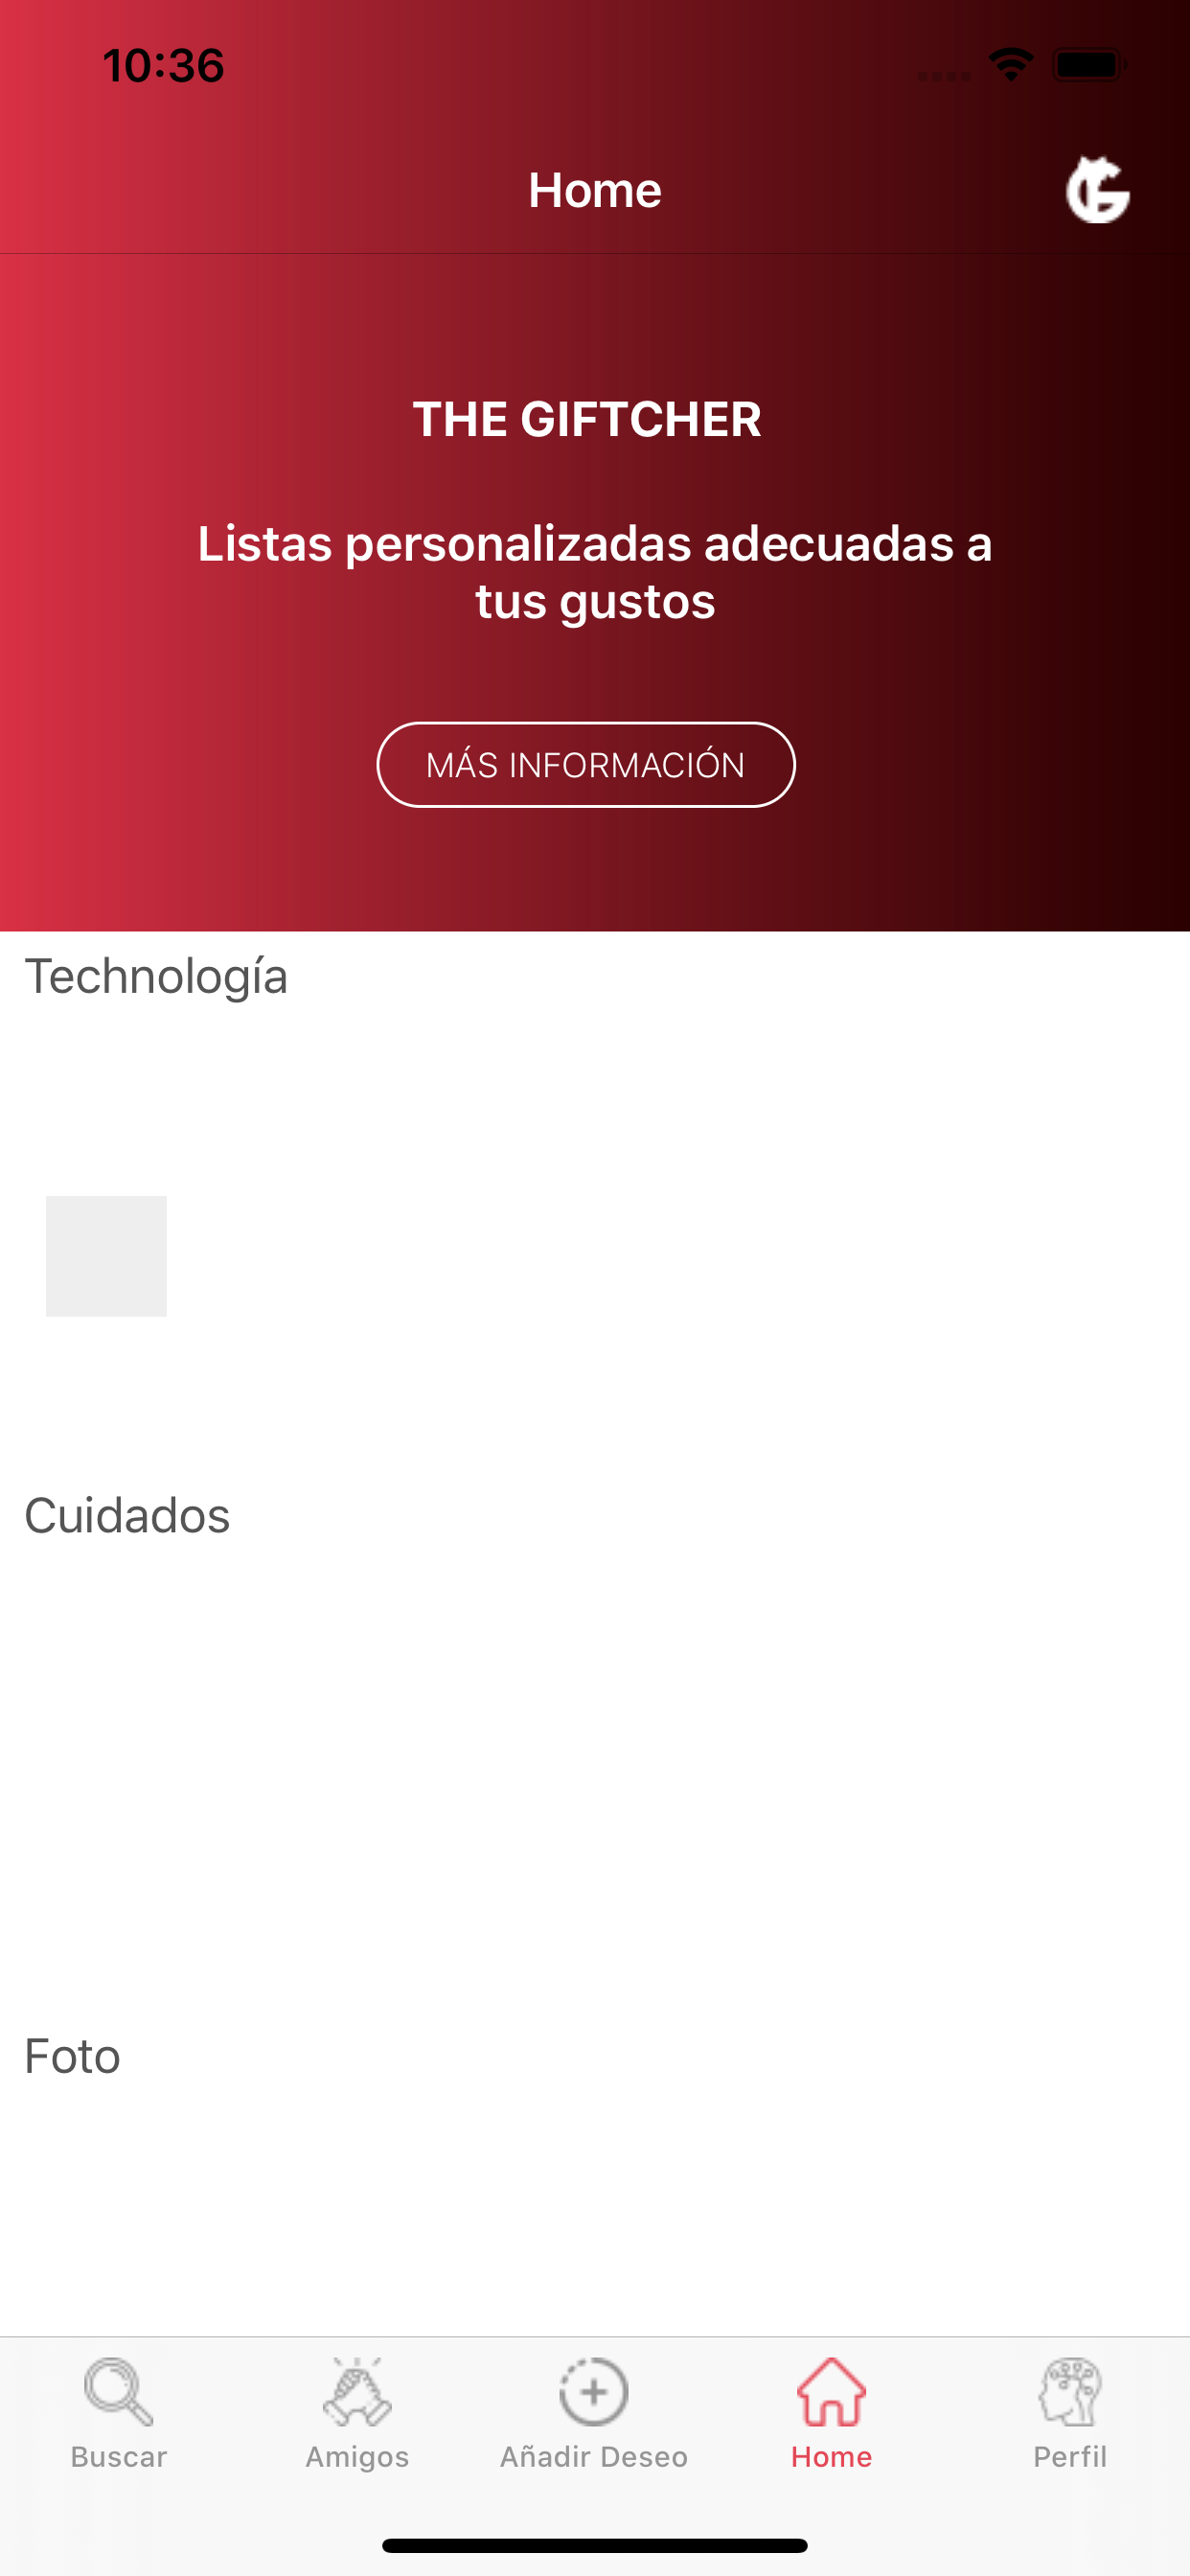 10:36
Home
THE GIFTCHER
Listas personalizadas adecuadas a
tus gustos
MÁS INFORMACIÓN
Technología
Cuidados
Foto
Buscar
Amigos
Añadir Deseo
Home
Perfil